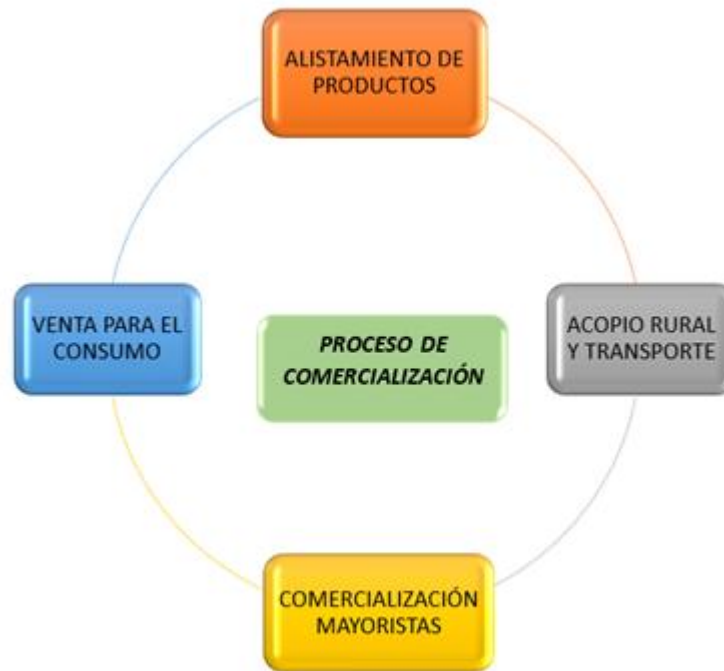 ALISTAMIENTO DE
PRODUCTOS
VENTA PARA EL
CONSUMO
PROCESO DE
COMERCIALIZACIÓN
ACOPIO RURAL
Y TRANSPORTE
COMERCIALIZACIÓN
MAYORISTAS